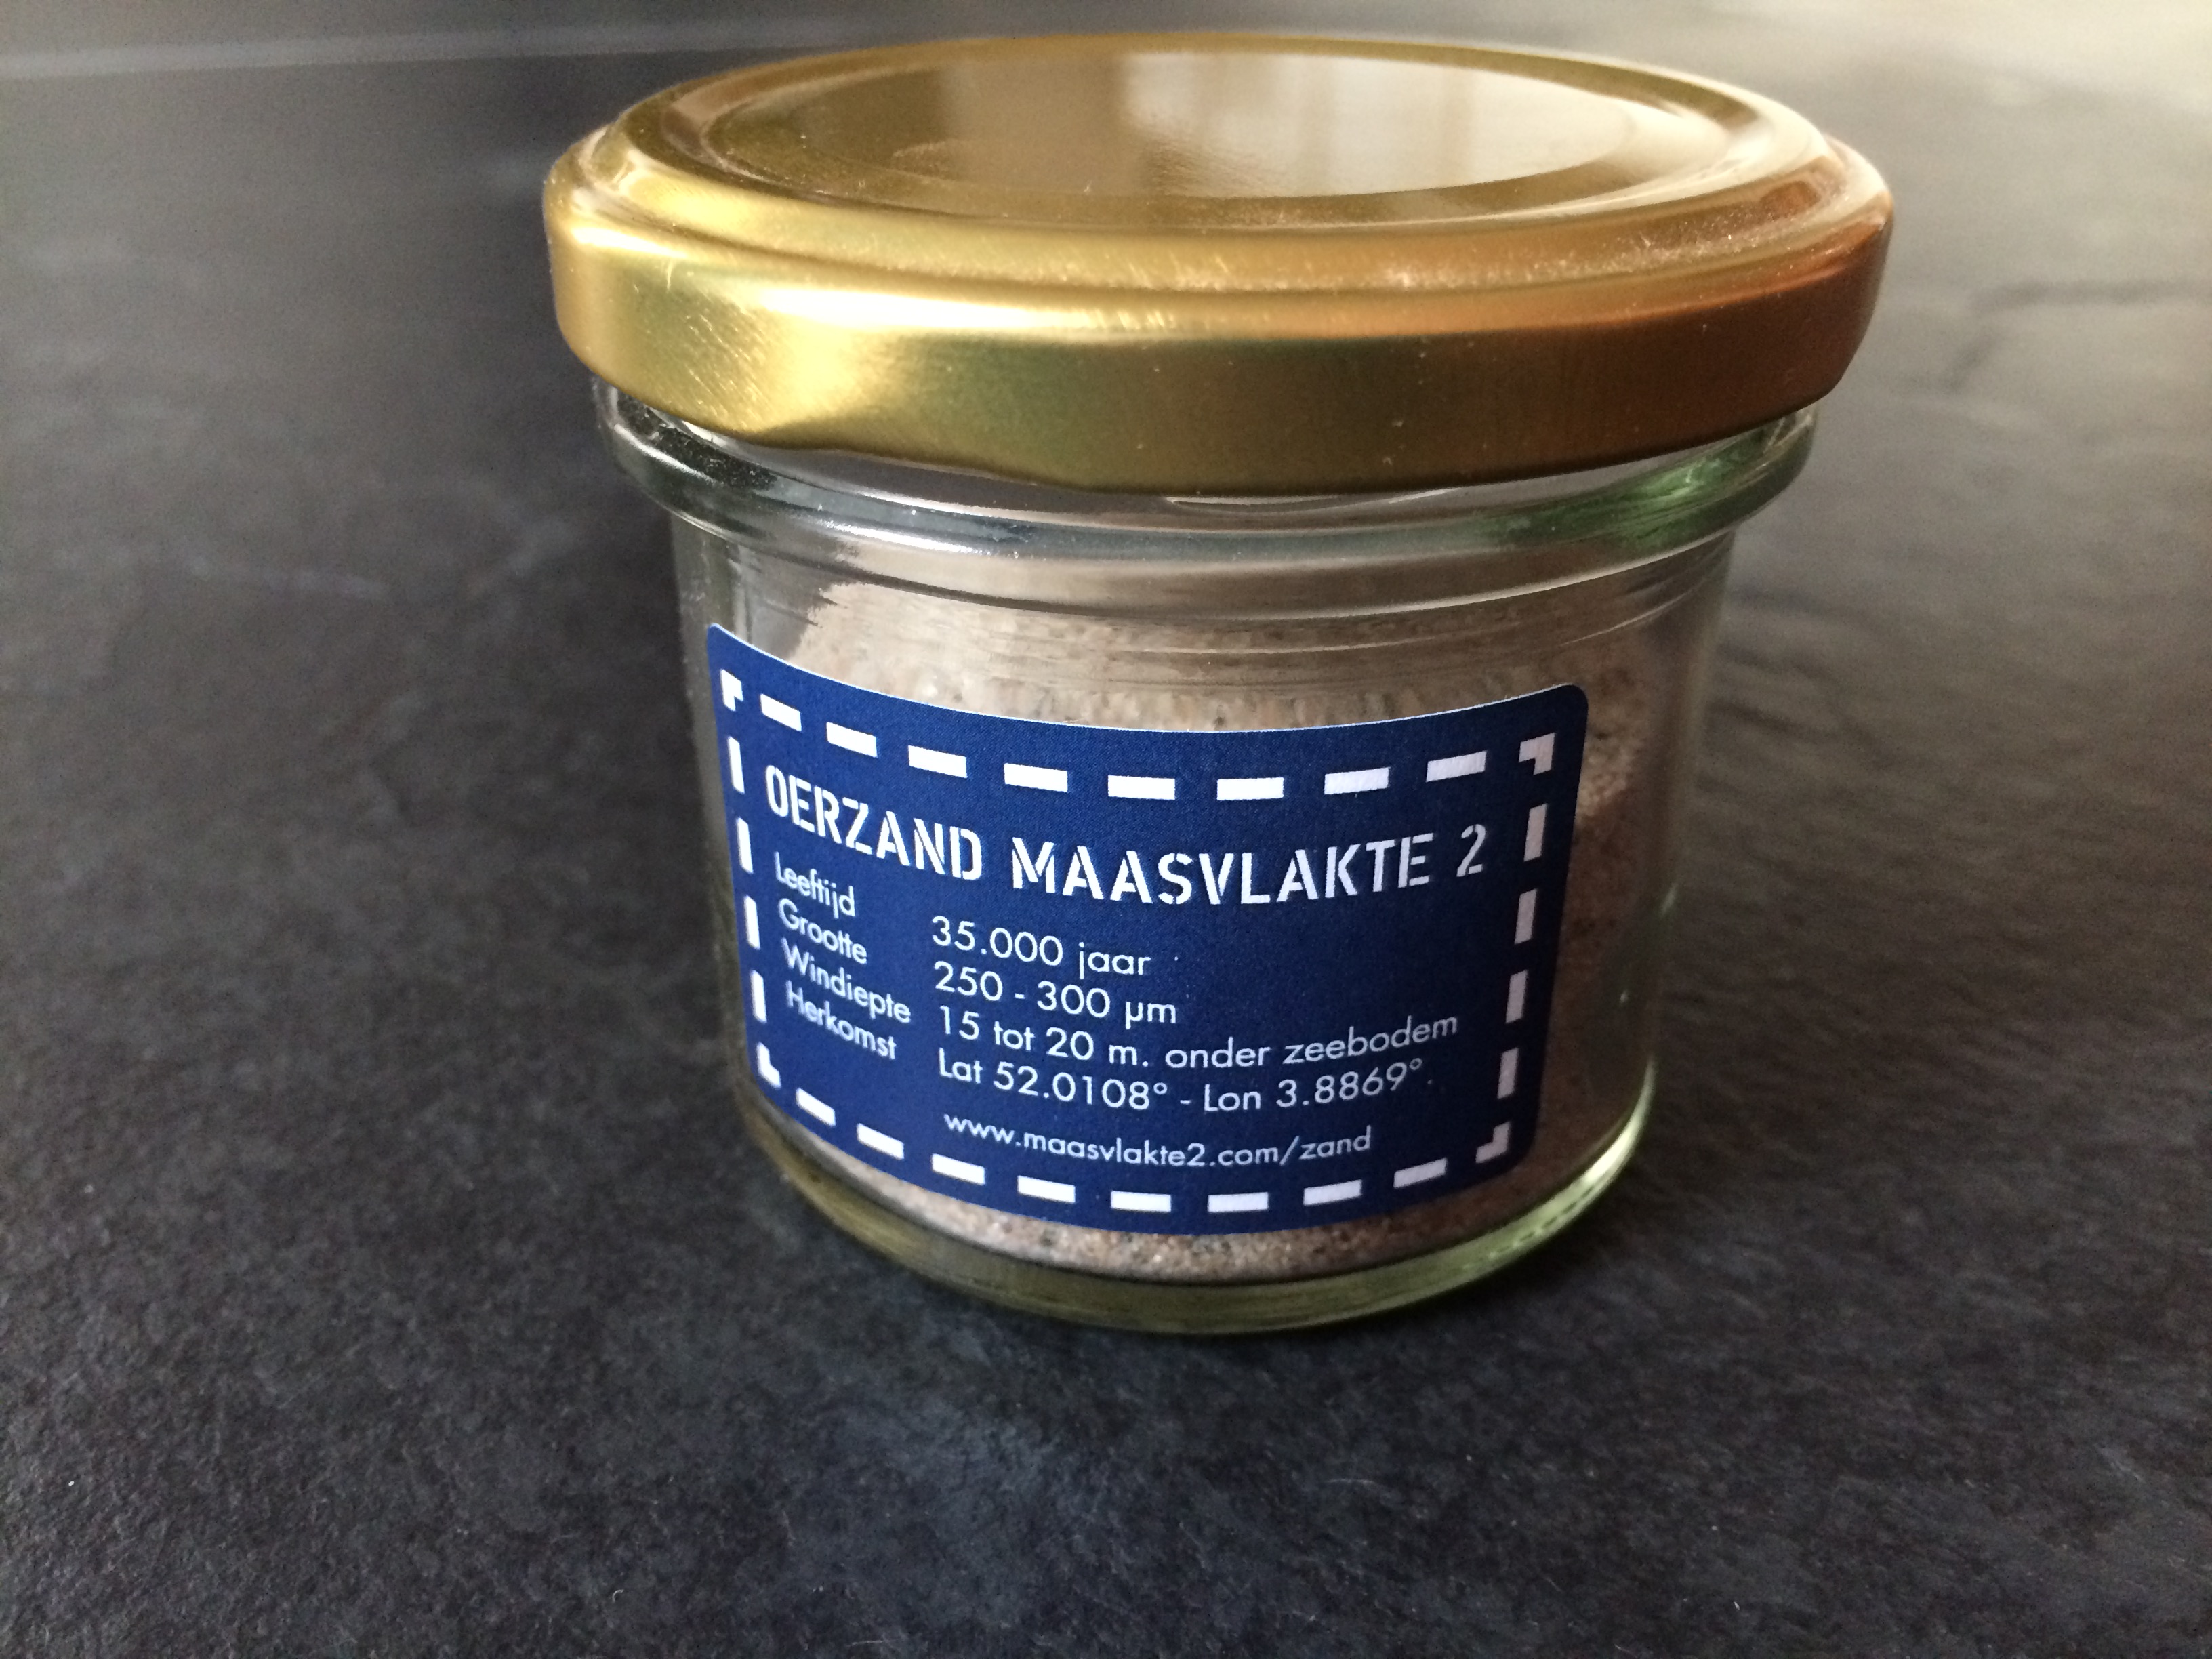 OERZAND MAASVLAKTE 2
Leeftijd 35.000 jaar
Grootte 250 - 300 µm
Windiepte 15 tot 20 m. onder zeebodem
Herkomst Lat 52.0108° - Lon 3.8869°
www.maasvlakte2.com/zand